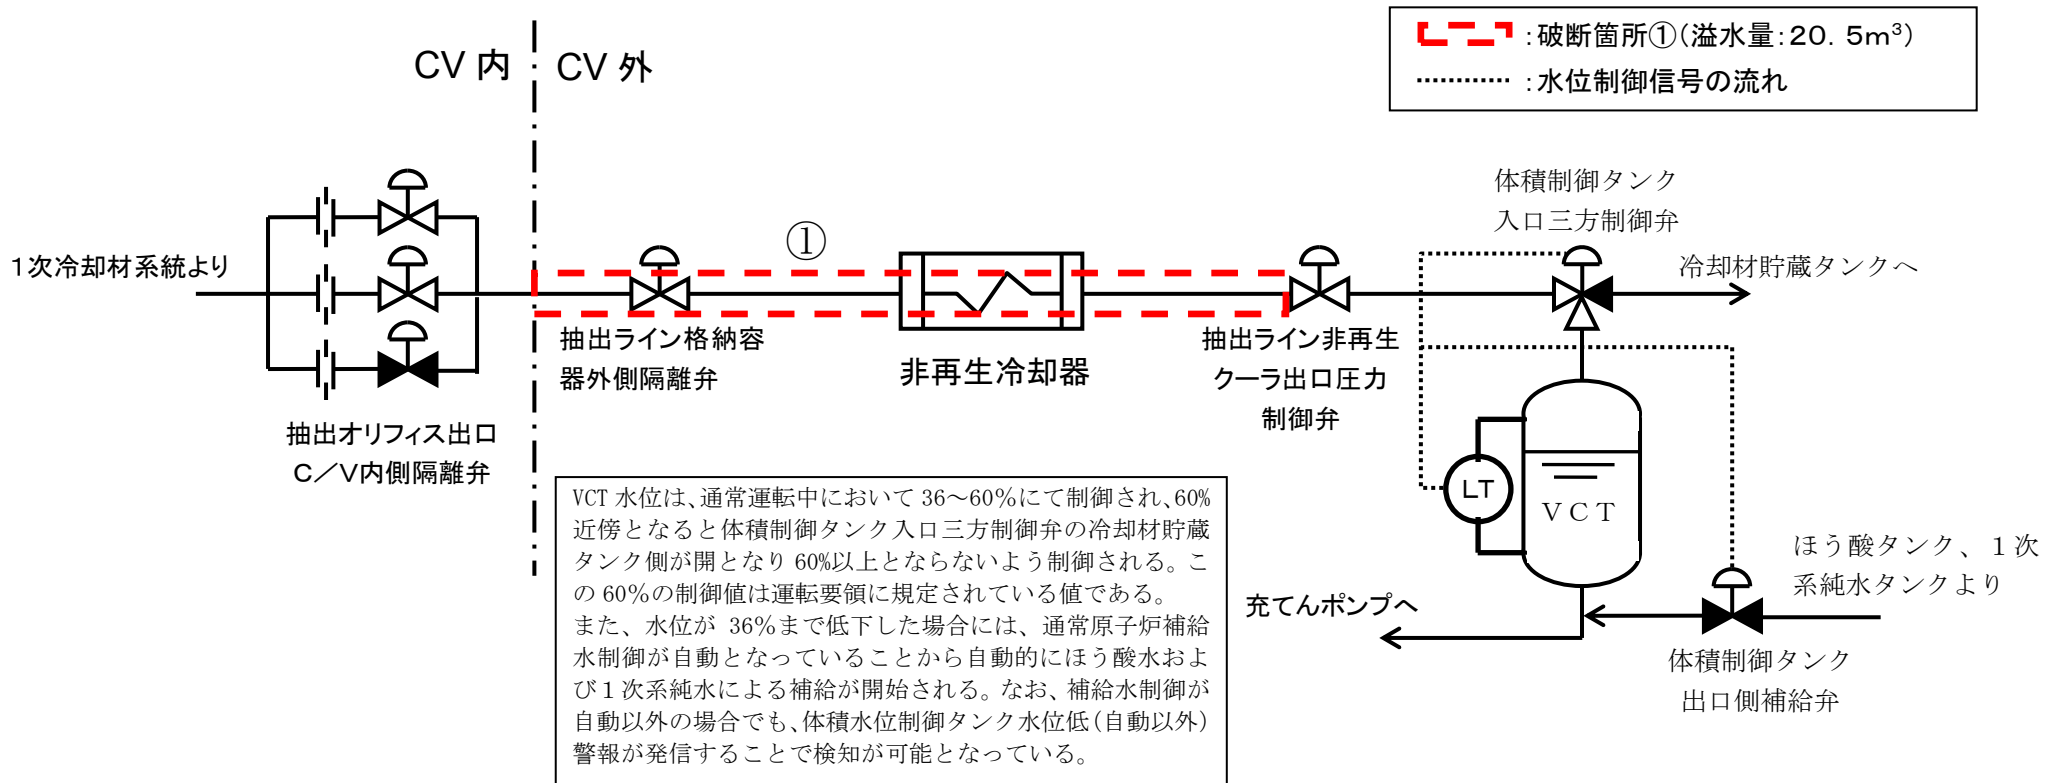 :破断箇所①(溢水量:20.5m³)
:水位制御信号の流れ
CV 内
CV 外
体積制御タンク
入口三方制御弁
①
1次冷却材系統より
冷却材貯蔵タンクへ
抽出ライン格納容
器外側隔離弁
非再生冷却器
抽出ライン非再生
クーラ出口圧力
制御弁
抽出オリフィス出口
C/V内側隔離弁
LT
VCT
VCT 水位は、通常運転中において 36~60%にて制御され、60%
近傍となると体積制御タンク入口三方制御弁の冷却材貯蔵
タンク側が開となり 60%以上とならないよう制御される。こ
の 60%の制御値は運転要領に規定されている値である。
また、水位が 36%まで低下した場合には、通常原子炉補給
水制御が自動となっていることから自動的にほう酸水およ
び1次系純水による補給が開始される。なお、補給水制御が
自動以外の場合でも、体積水位制御タンク水位低(自動以外)
警報が発信することで検知が可能となっている。
ほう酸タンク、1次
系純水タンクより
充てんポンプへ
体積制御タンク
出口側補給弁